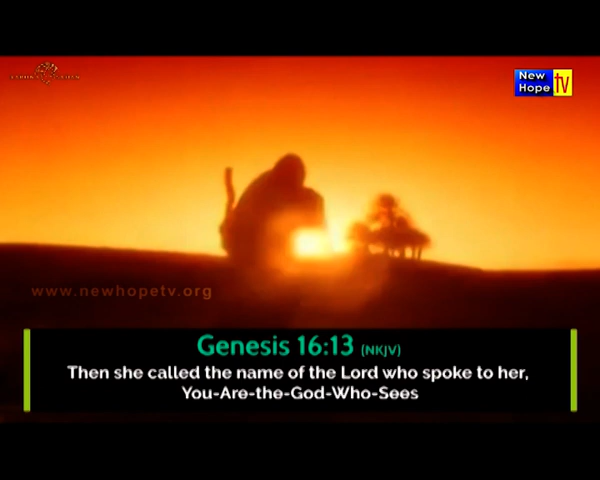 New
Hope
TV
www.newhopetv.org
Genesis 16:13 (NKJV)
Then she called the name of the Lord who spoke to her,
You-Are-the-God-Who-Sees